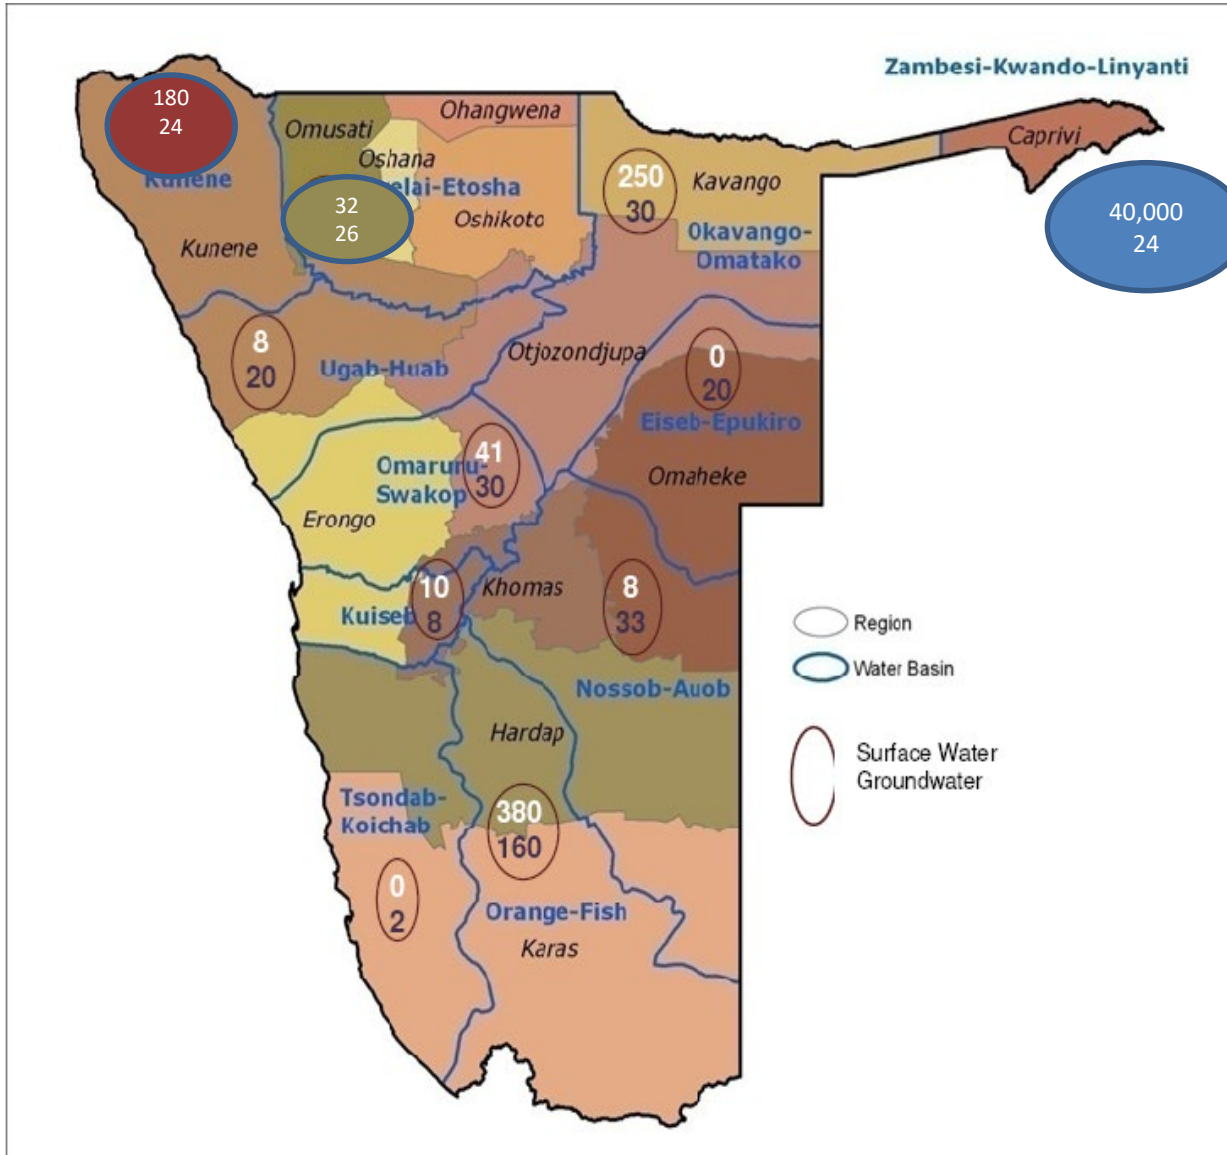 Zambesi-Kwando-Linyanti
180
24
Kunene
Kunene
Omusati
Ohangwena
Oshana
elai-Etosha
Oshikoto
32
26
250
30
Kavango
Okavango-
Omatako
Caprivi
40,000
24
8
20
Ugab-Huab
Otjozondjupa
0
20
Eiseb-Epukiro
Omaheke
41
30
Omaruru-
Swakop
Erongo
10
8
Kuiseb
Khomas
8
33
Nossob-Auob
Hardap
Tsondab-
Koichab
380
160
0
2
Orange-Fish
Karas
Region
Water Basin
Surface Water
Groundwater